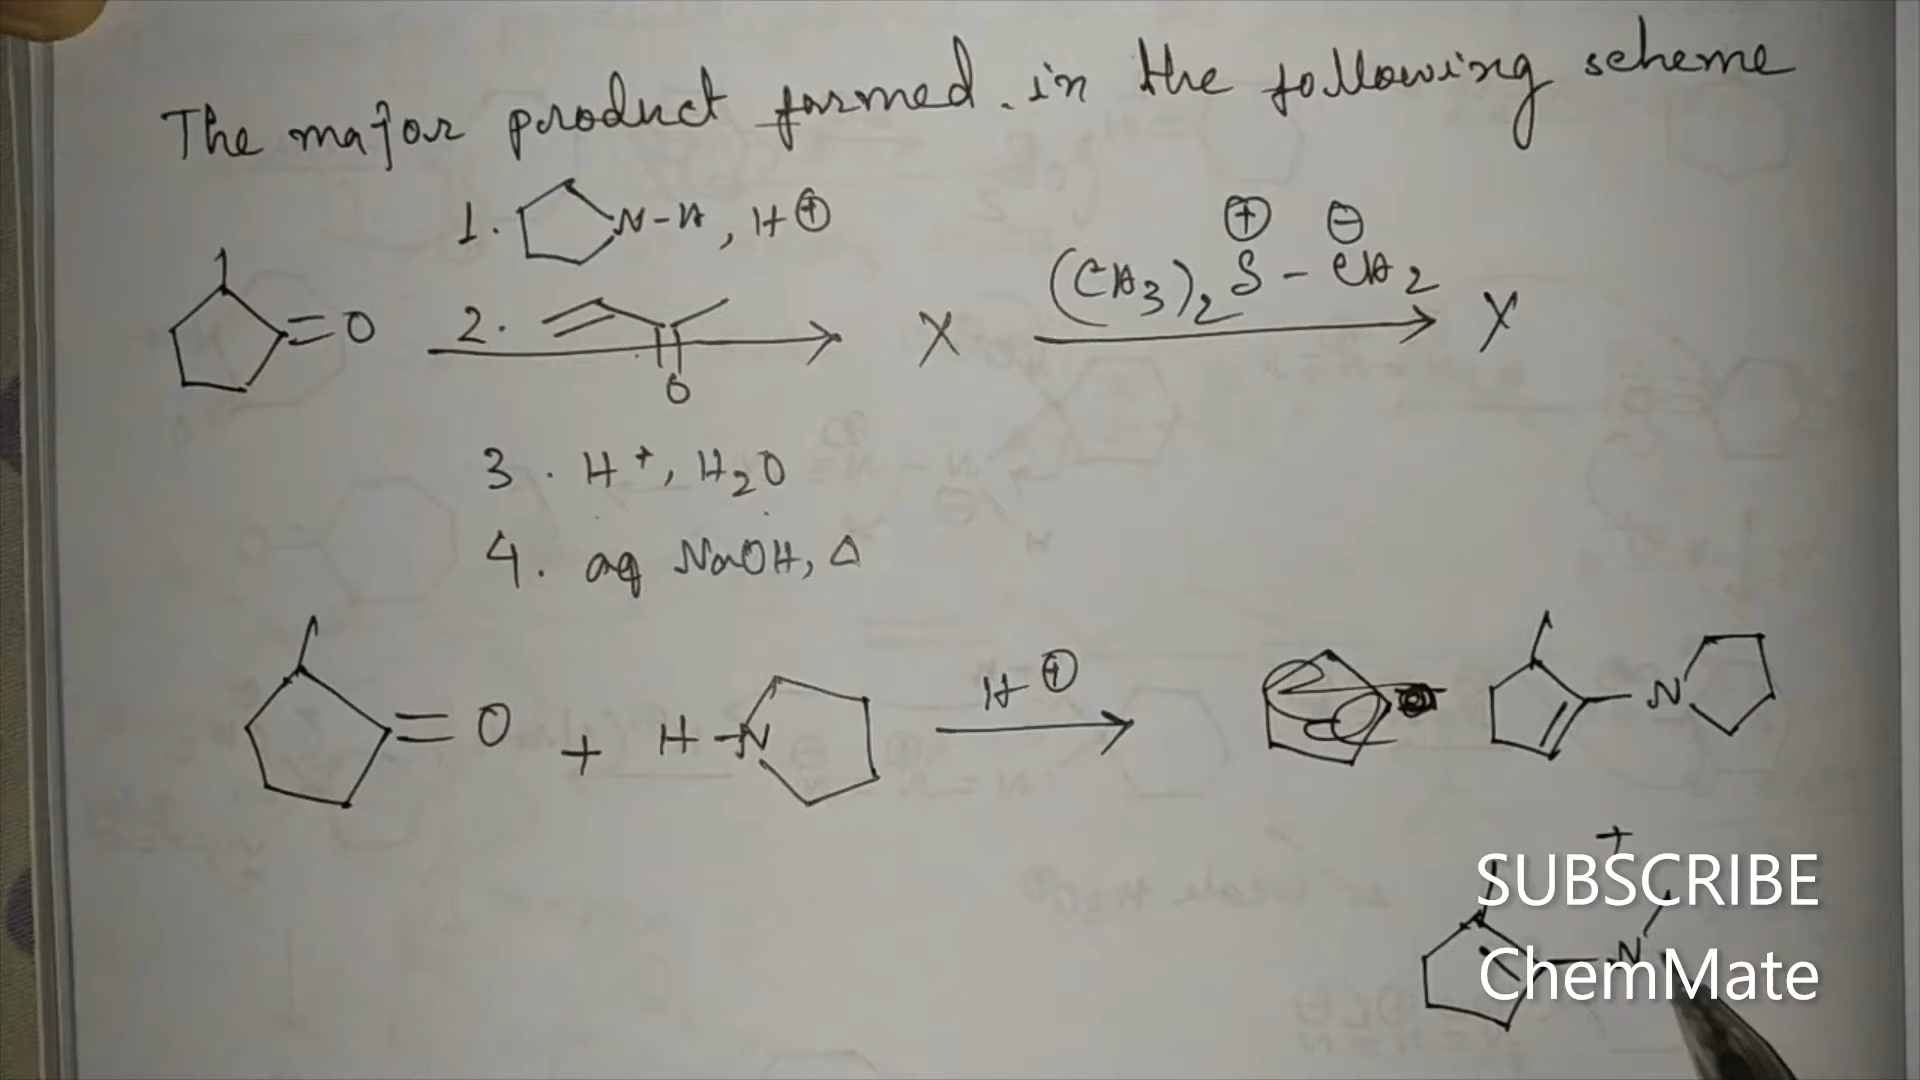 The major product formed in the following scheme
1. N-H, H⊕
2. O
O
X
(CH3)2 S⊕ - CH2⊖
Y
3. H+, H2O
4. aq NaOH, Δ
O + H-N
H⊕
N
+
N
SUBSCRIBE
ChemMate